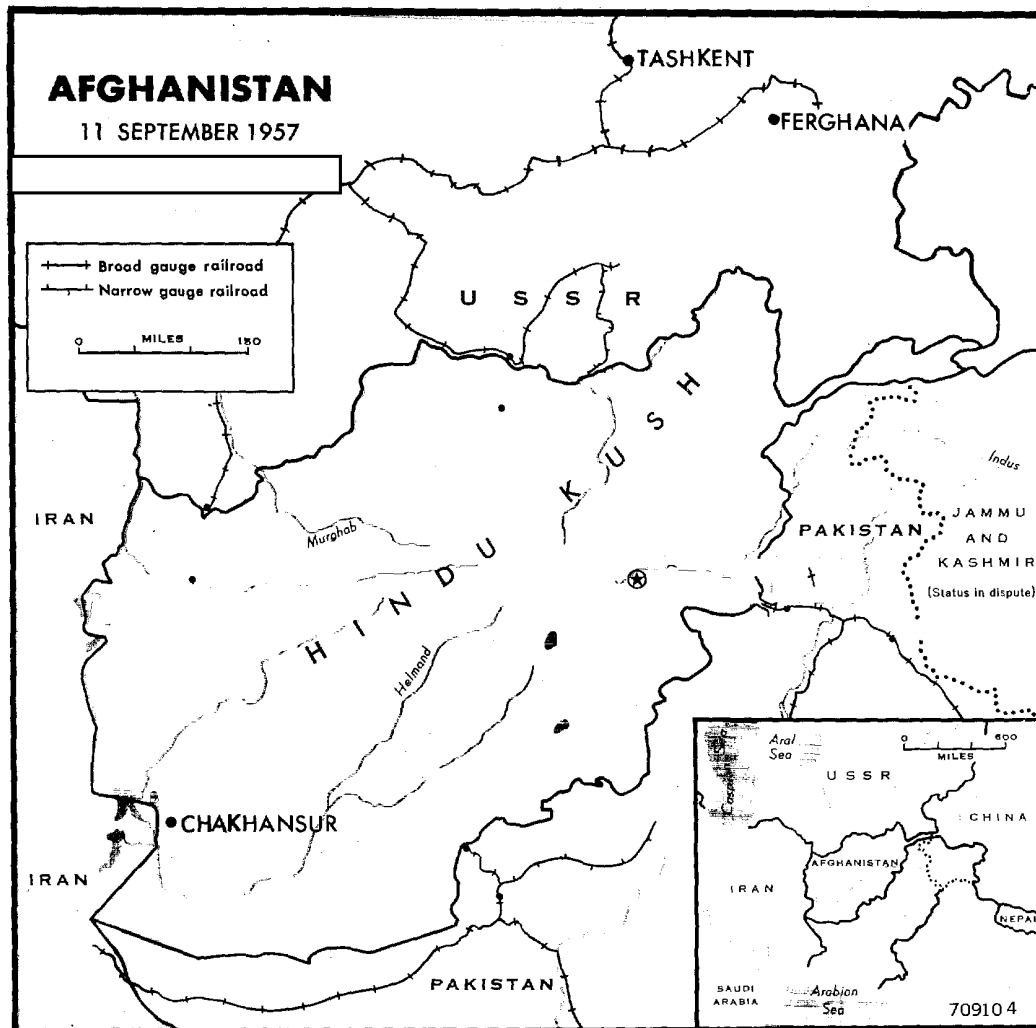 AFGHANISTAN
11 SEPTEMBER 1957
TASHKENT
FERGHANA
Broad gauge railroad
Narrow gauge railroad
0 MILES 150
USSR
HINDU KUSH
IRAN
Murghab
Indus
PAKISTAN
JAMMU
AND
KASHMIR
(Status in dispute)
Helmand
CHAKHANSUR
IRAN
PAKISTAN
Aral
Sea
0 MILES 600
USSR
CHINA
AFGHANISTAN
IRAN
NEPAL
SAUDI
ARABIA
Arabian
Sea
709104